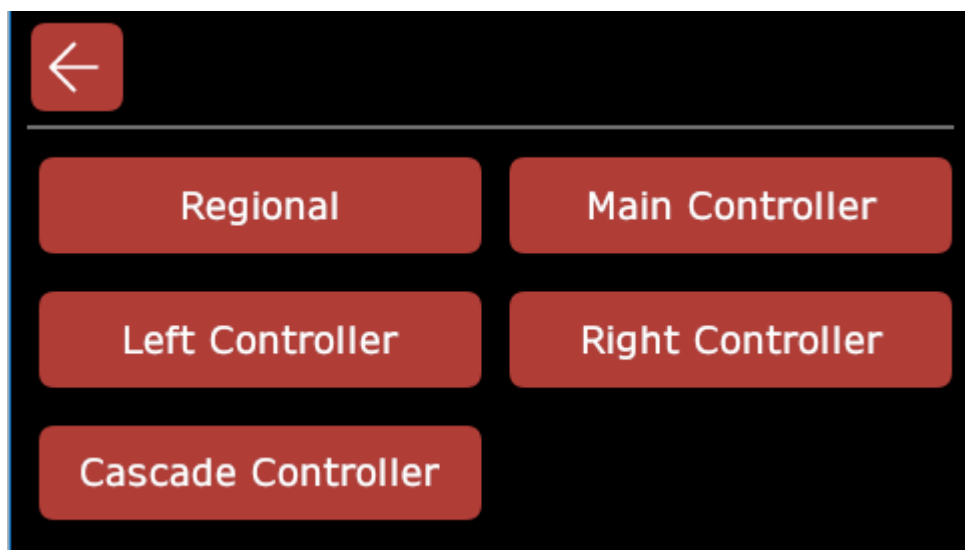 Regional
Main Controller
Left Controller
Right Controller
Cascade Controller